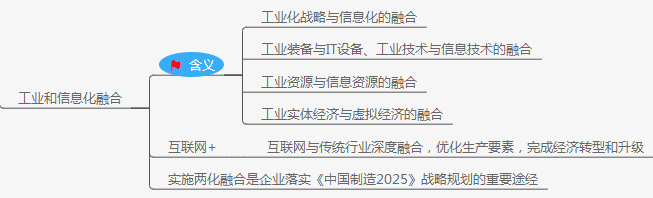 工业化战略与信息化的融合
工业装备与IT设备、工业技术与信息技术的融合
含义
工业资源与信息资源的融合
工业和信息化融合
工业实体经济与虚拟经济的融合
互联网+
互联网与传统行业深度融合，优化生产要素，完成经济转型和升级
实施两化融合是企业落实《中国制造2025》战略规划的重要途经